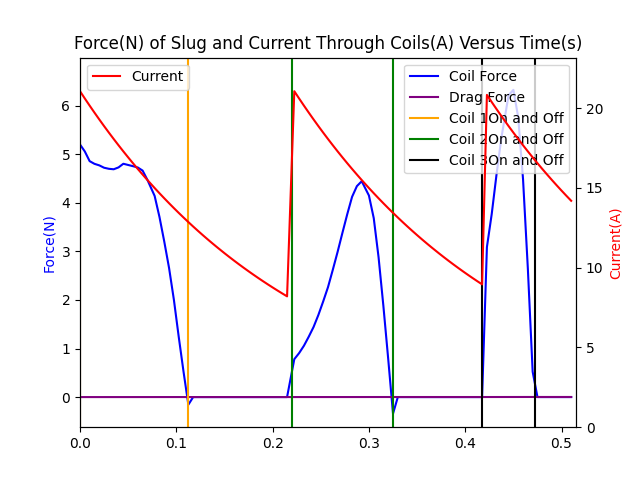 Force(N) of Slug and Current Through Coils(A) Versus Time(s)
Current
Coil Force
Drag Force
Coil 1On and Off
Coil 2On and Off
Coil 3On and Off
Force(N)
6
5
4
3
2
1
0
Current(A)
20
15
10
5
0
0.0 0.1 0.2 0.3 0.4 0.5